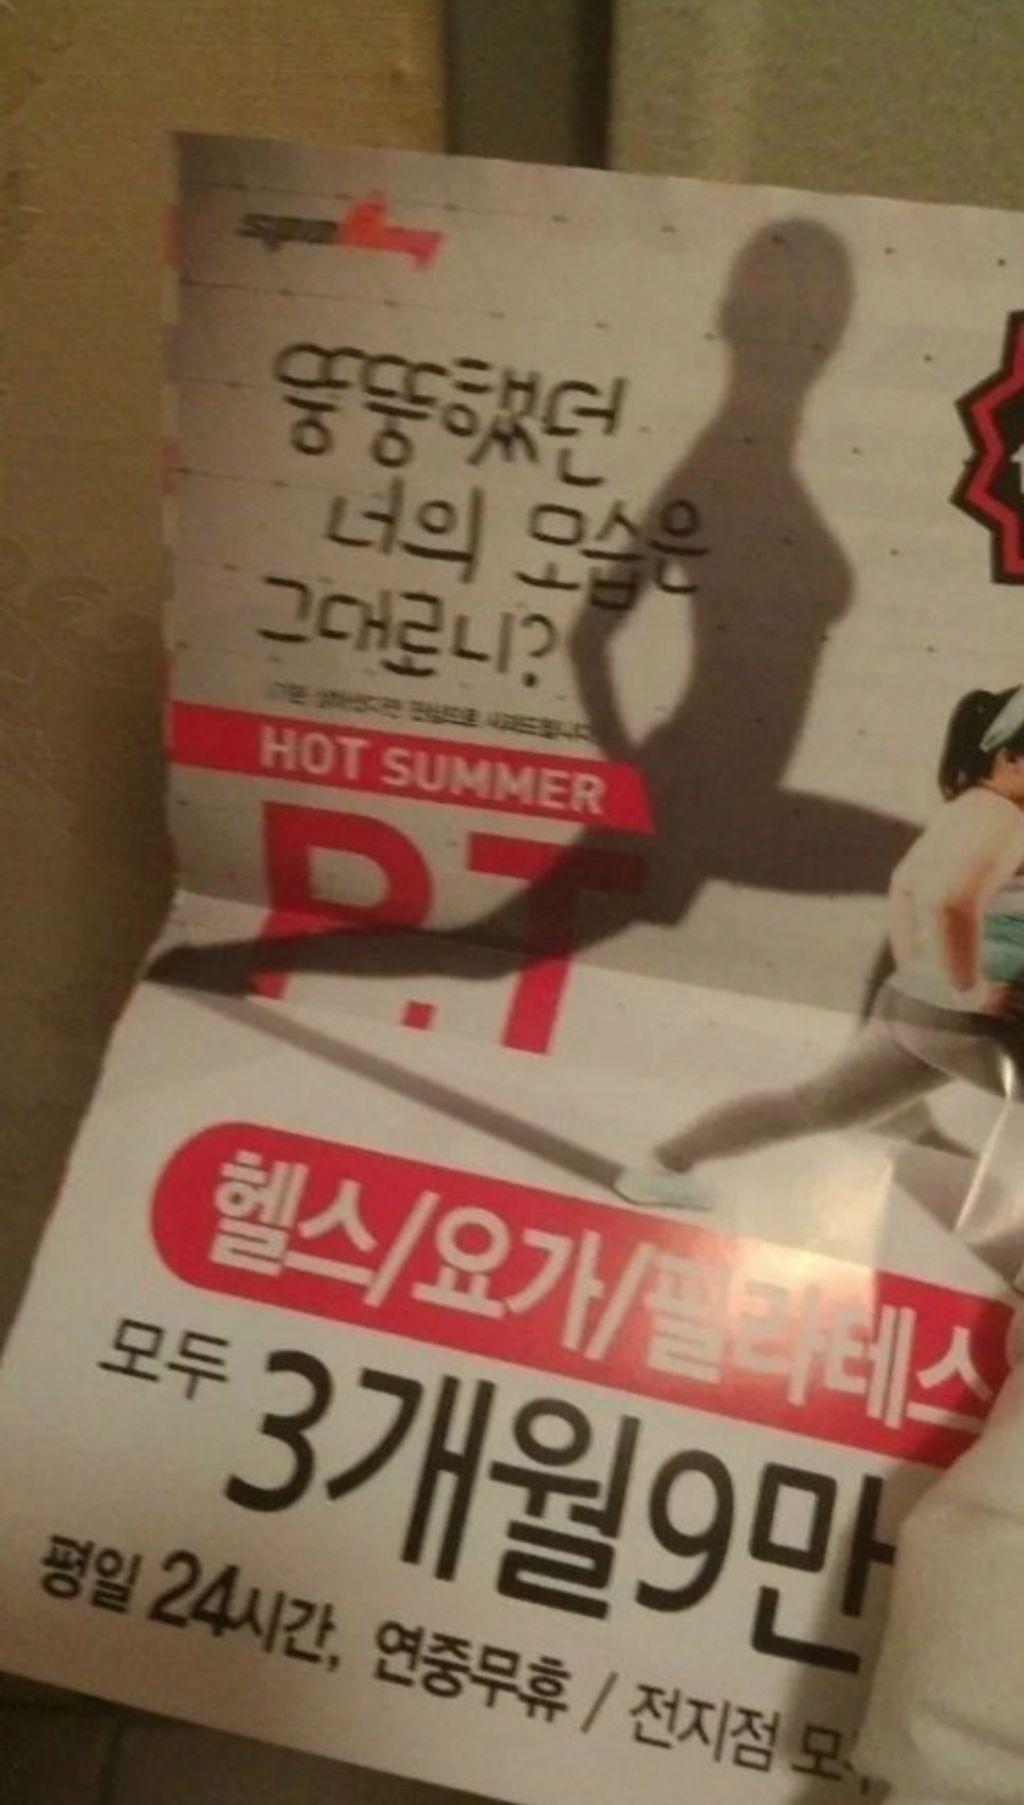 뚱뚱했던
너의 모습은
그대로니?
HOT SUMMER
P.T
헬스/요가/필라테스
모두 3개월9만
평일 24시간, 연중무휴 / 전지점